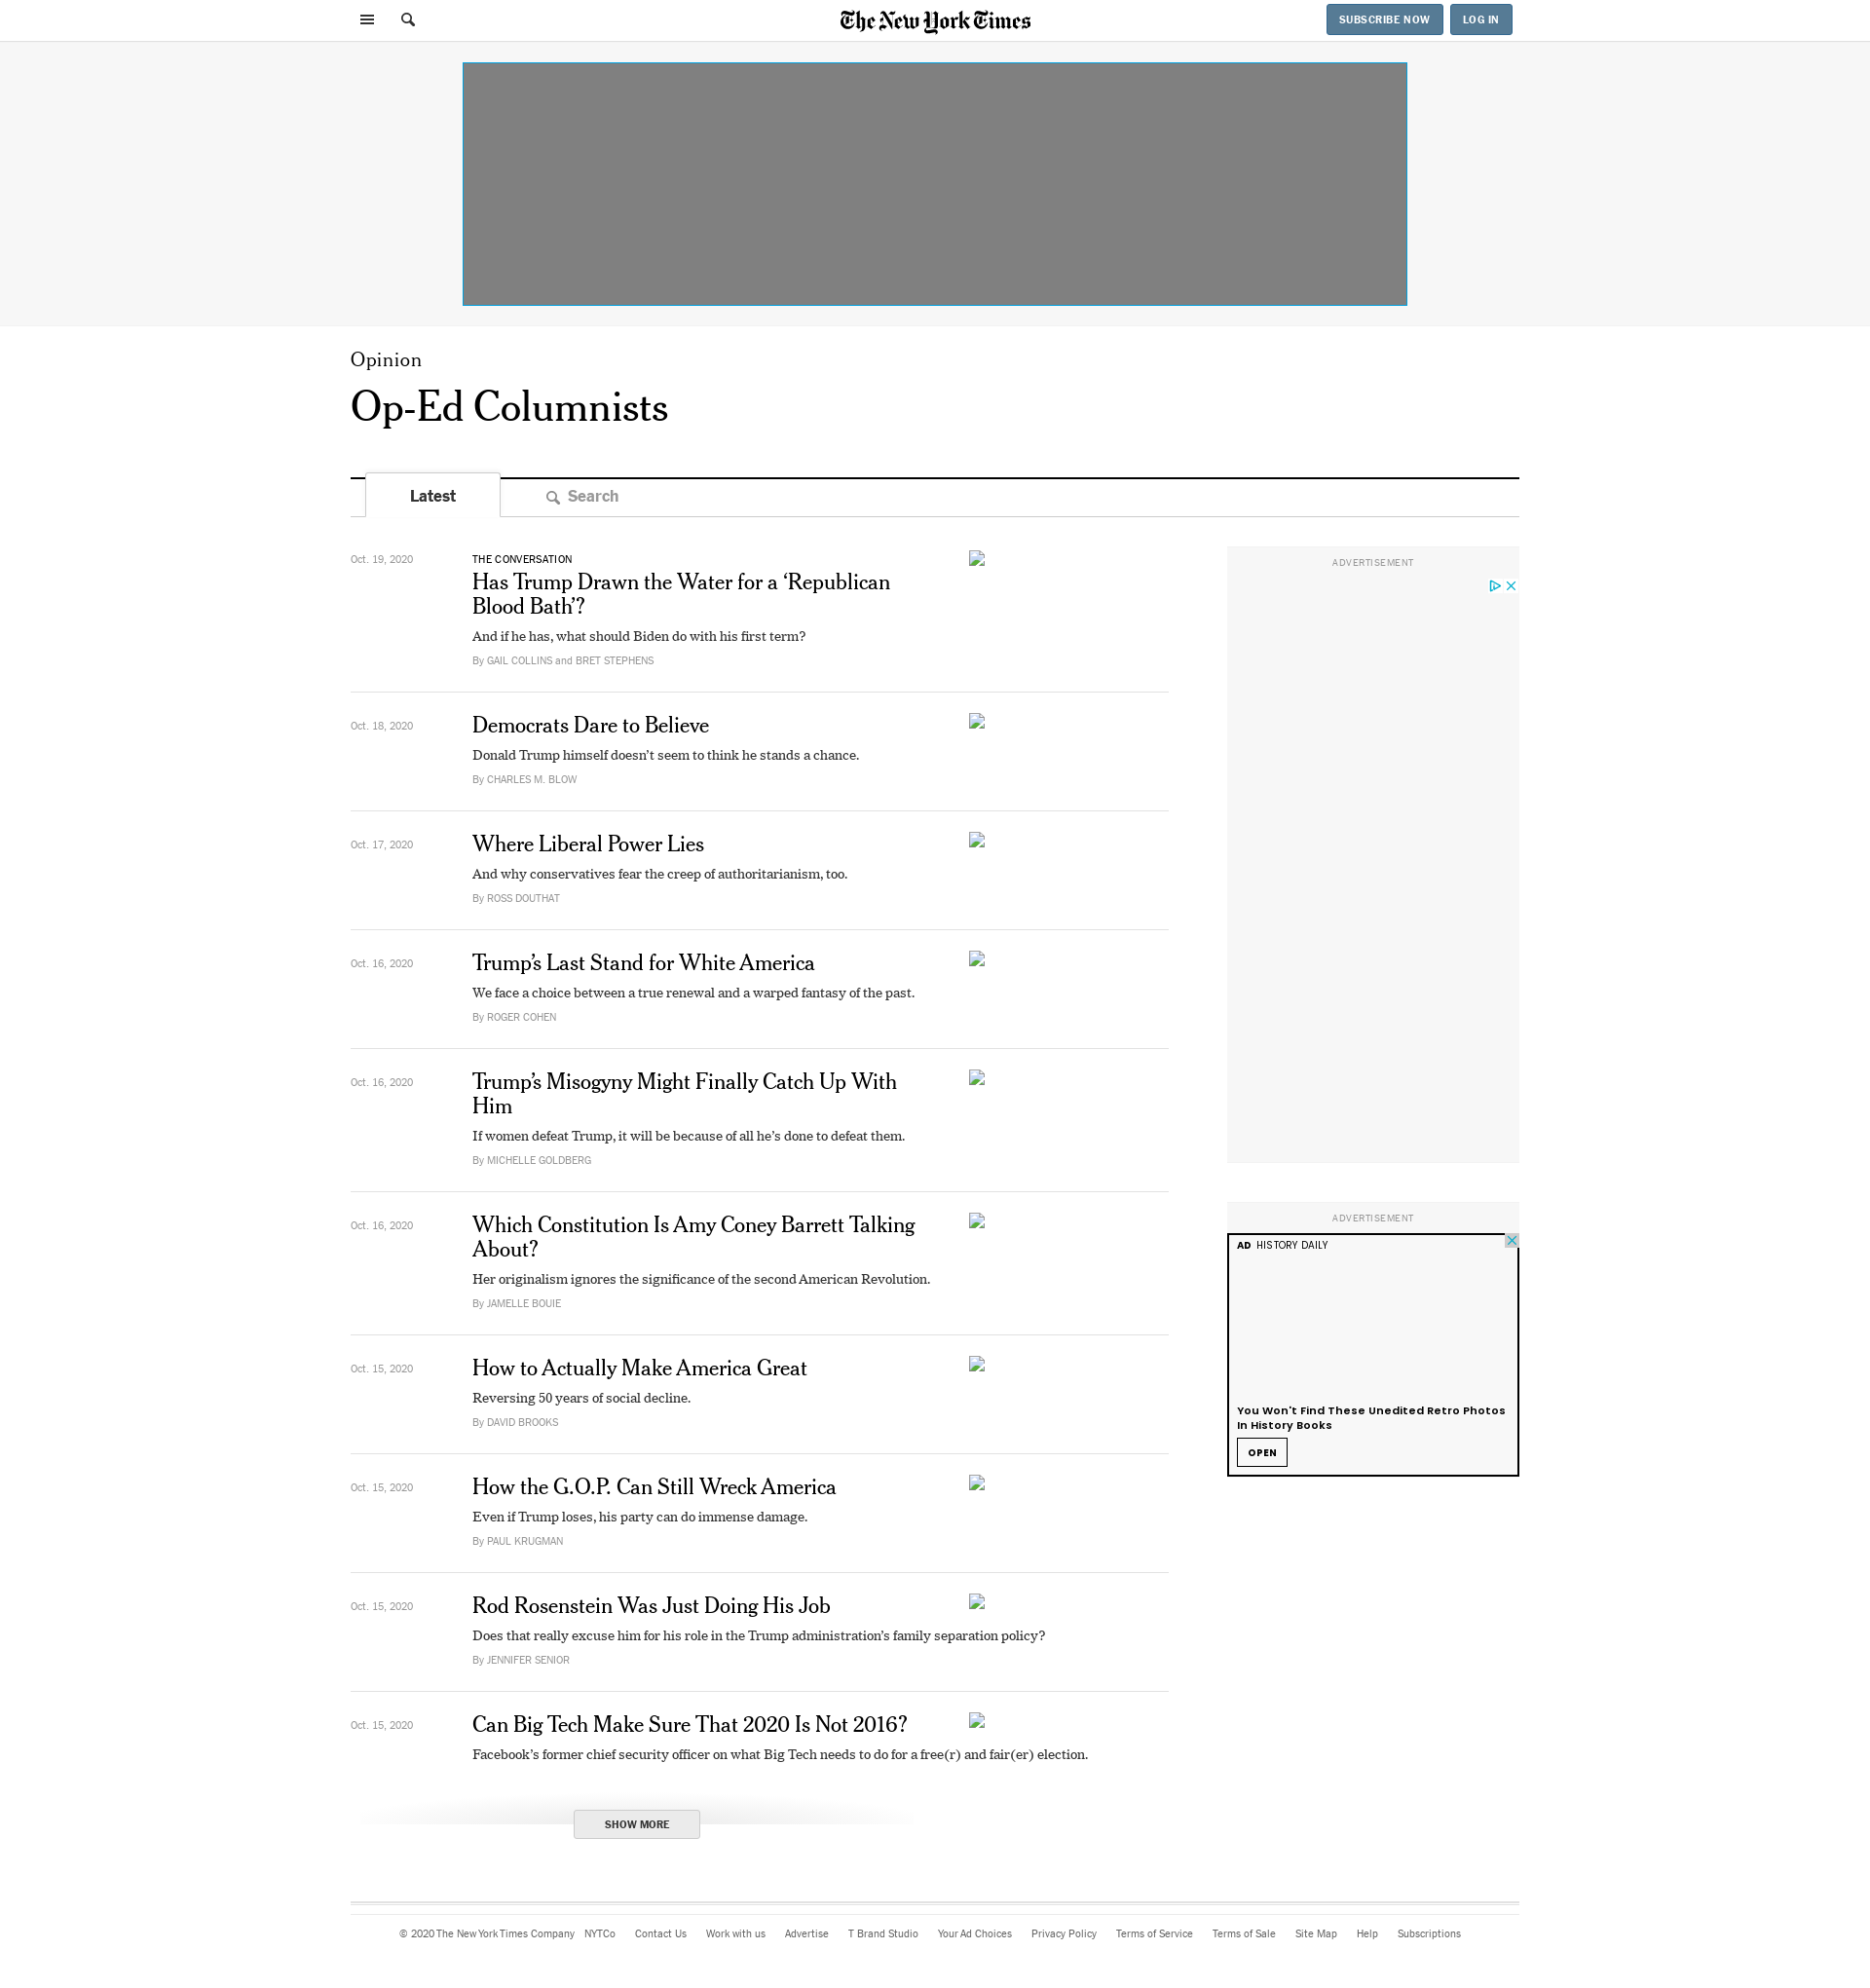 The New York Times
SUBSCRIBE NOW
LOG IN
Opinion
Op-Ed Columnists
Latest
Search
Oct. 19, 2020
THE CONVERSATION
Has Trump Drawn the Water for a ‘Republican
Blood Bath’?
And if he has, what should Biden do with his first term?
By GAIL COLLINS and BRET STEPHENS
Oct. 18, 2020
Democrats Dare to Believe
Donald Trump himself doesn’t seem to think he stands a chance.
By CHARLES M. BLOW
Oct. 17, 2020
Where Liberal Power Lies
And why conservatives fear the creep of authoritarianism, too.
By ROSS DOUTHAT
Oct. 16, 2020
Trump’s Last Stand for White America
We face a choice between a true renewal and a warped fantasy of the past.
By ROGER COHEN
Oct. 16, 2020
Trump’s Misogyny Might Finally Catch Up With
Him
If women defeat Trump, it will be because of all he’s done to defeat them.
By MICHELLE GOLDBERG
Oct. 16, 2020
Which Constitution Is Amy Coney Barrett Talking
About?
Her originalism ignores the significance of the second American Revolution.
By JAMELLE BOUIE
Oct. 15, 2020
How to Actually Make America Great
Reversing 50 years of social decline.
By DAVID BROOKS
Oct. 15, 2020
How the G.O.P. Can Still Wreck America
Even if Trump loses, his party can do immense damage.
By PAUL KRUGMAN
Oct. 15, 2020
Rod Rosenstein Was Just Doing His Job
Does that really excuse him for his role in the Trump administration’s family separation policy?
By JENNIFER SENIOR
Oct. 15, 2020
Can Big Tech Make Sure That 2020 Is Not 2016?
Facebook’s former chief security officer on what Big Tech needs to do for a free(r) and fair(er) election.
SHOW MORE
ADVERTISEMENT
ADVERTISEMENT
AD HISTORY DAILY
You Won't Find These Unedited Retro Photos
In History Books
OPEN
© 2020 The New York Times Company NYTCo Contact Us Work with us Advertise T Brand Studio Your Ad Choices Privacy Policy Terms of Service Terms of Sale Site Map Help Subscriptions